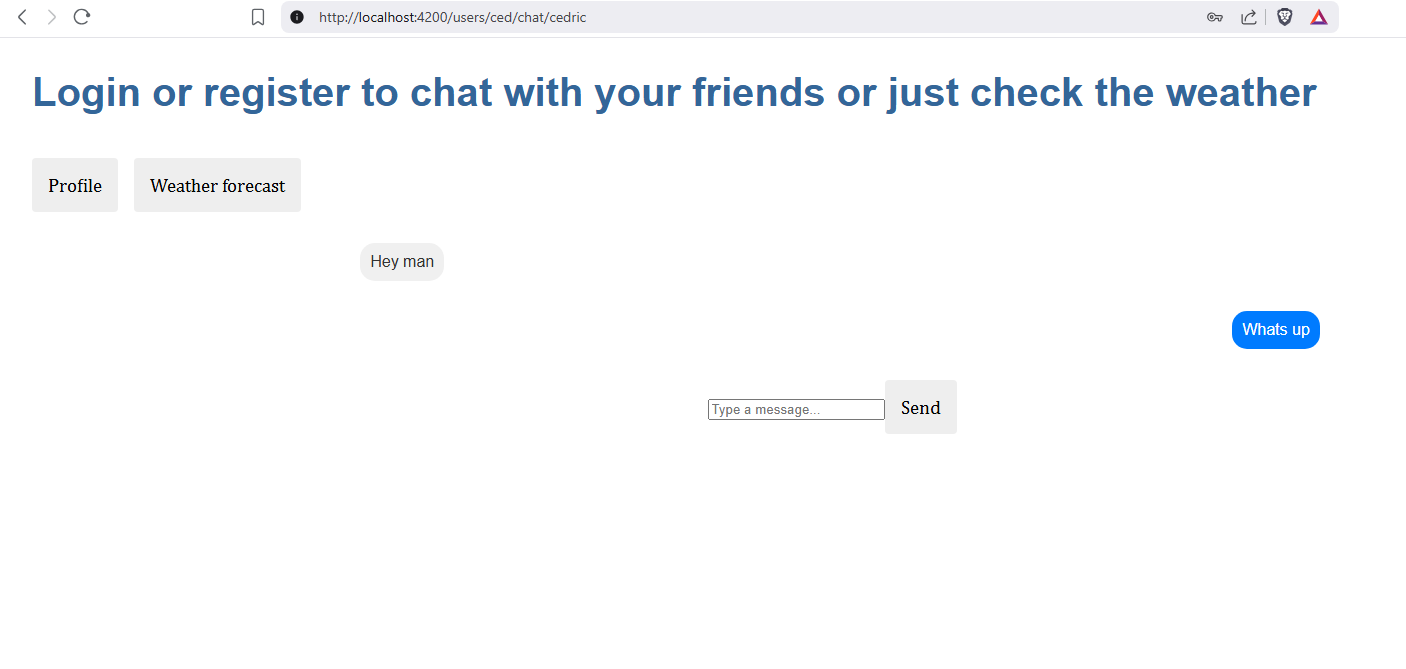 http://localhost:4200/users/ced/chat/cedric
Login or register to chat with your friends or just check the weather
Profile
Weather forecast
Hey man
Whats up
Type a message...
Send